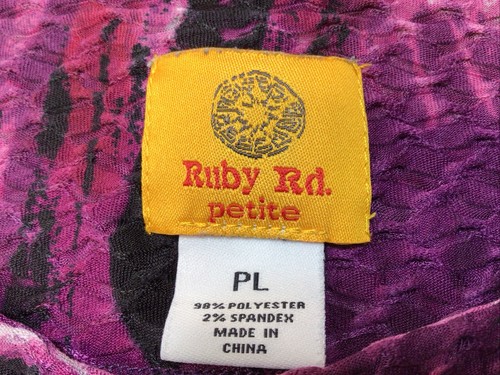 Ruby Rd.
petite
PL
98% POLYESTER
2% SPANDEX
MADE IN
CHINA